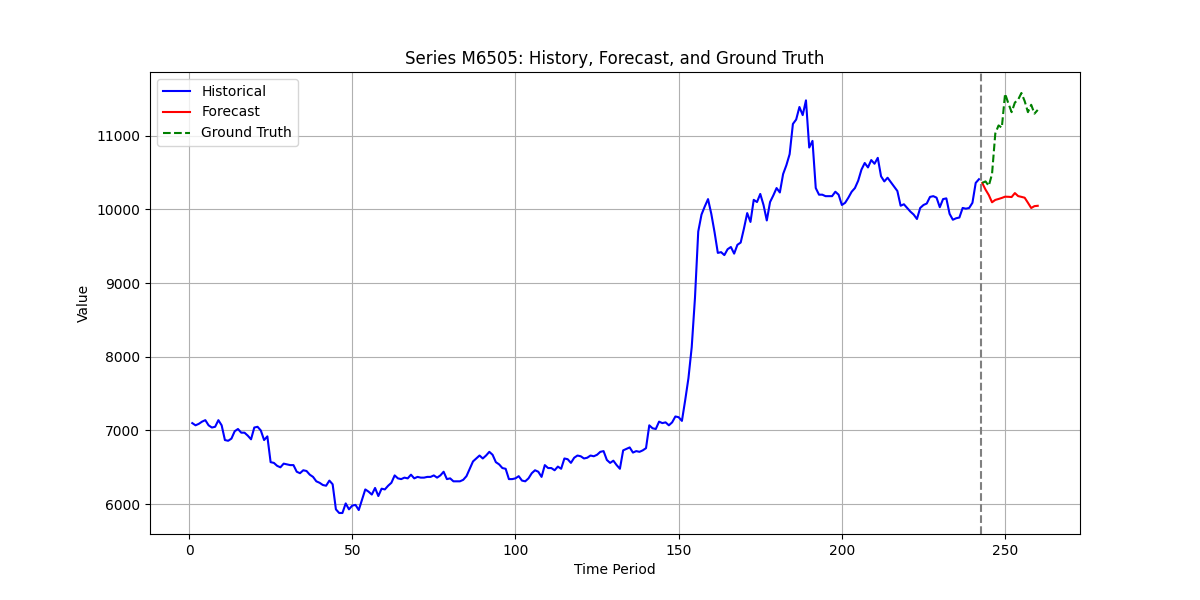 Series M6505: History, Forecast, and Ground Truth
Historical
Forecast
Ground Truth
11000
10000
9000
8000
7000
6000
Value
0 50 100 150 200 250
Time Period